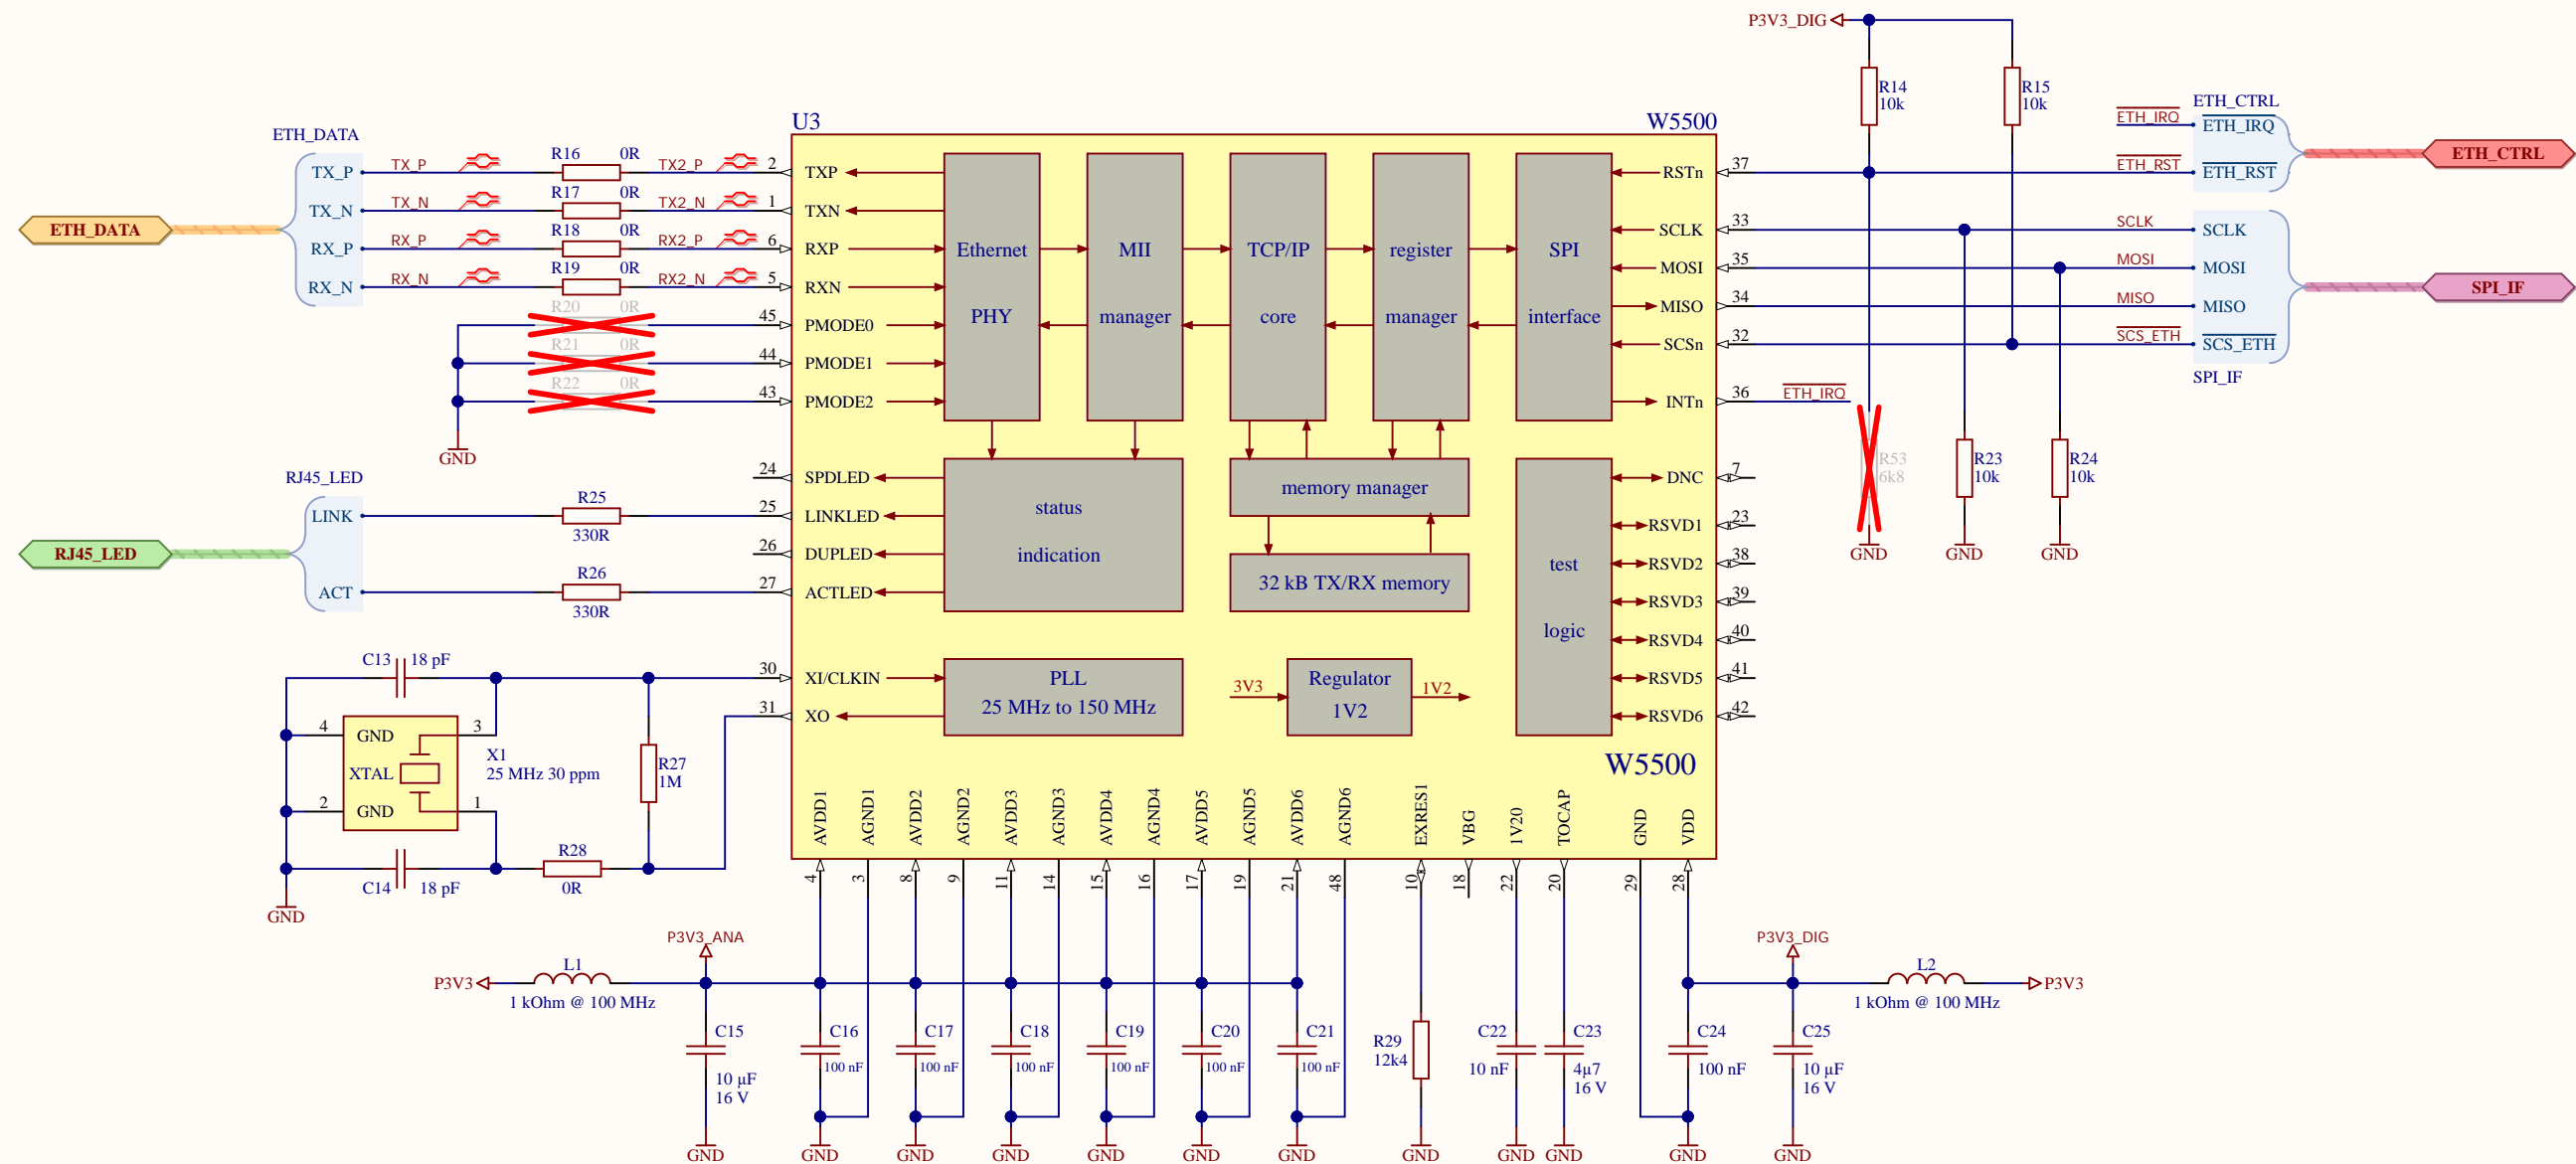 P3V3_DIG
R14
10k
R15
10k
ETH_CTRL
ETH_IRQ
ETH_IRQ
ETH_RST
ETH_RST
ETH_CTRL
SCLK
SCLK
MOSI
MOSI
MISO
MISO
SCS_ETH
SCS_ETH
SPI_IF
SPI_IF
ETH_IRQ
R53
6k8
R23
10k
R24
10k
GND
GND
GND
ETH_DATA
ETH_DATA
TX_P
TX_P
R16 0R
TX2_P
2
TX_N
TX_N
R17 0R
TX2_N
1
RX_P
RX_P
R18 0R
RX2_P
6
RX_N
RX_N
R19 0R
RX2_N
5
R20 0R
45
R21 0R
44
R22 0R
43
GND
RJ45_LED
RJ45_LED
LINK
R25
330R
ACT
R26
330R
24
25
26
27
C13 18 pF
30
31
4 GND 3
XTAL
2 GND 1
X1
25 MHz 30 ppm
R27
1M
R28
0R
C14 18 pF
GND
U3
W5500
TXP
TXN
RXP
RXN
PMODE0
PMODE1
PMODE2
SPDLED
LINKLED
DUPLED
ACTLED
XI/CLKIN
XO
Ethernet
PHY
MII
manager
TCP/IP
core
register
manager
SPI
interface
status
indication
memory manager
32 kB TX/RX memory
test
logic
PLL
25 MHz to 150 MHz
3V3
Regulator
1V2
1V2
RSTn 37
SCLK 33
MOSI 35
MISO 34
SCSn 32
INTn 36
DNC 7
RSVD1 23
RSVD2 38
RSVD3 39
RSVD4 40
RSVD5 41
RSVD6 42
W5500
AVDD1
AGND1
AVDD2
AGND2
AVDD3
AGND3
AVDD4
AGND4
AVDD5
AGND5
AVDD6
AGND6
EXRES1
VBG
1V20
TOCAP
GND
VDD
4
3
8
9
11
14
15
16
17
19
21
48
10
18
22
20
29
28
P3V3_ANA
P3V3
L1
1 kOhm @ 100 MHz
P3V3_DIG
L2
P3V3
1 kOhm @ 100 MHz
C15
10 µF
16 V
C16
100 nF
C17
100 nF
C18
100 nF
C19
100 nF
C20
100 nF
C21
100 nF
R29
12k4
C22
10 nF
C23
4µ7
16 V
C24
100 nF
C25
10 µF
16 V
GND
GND
GND
GND
GND
GND
GND
GND
GND
GND
GND
GND